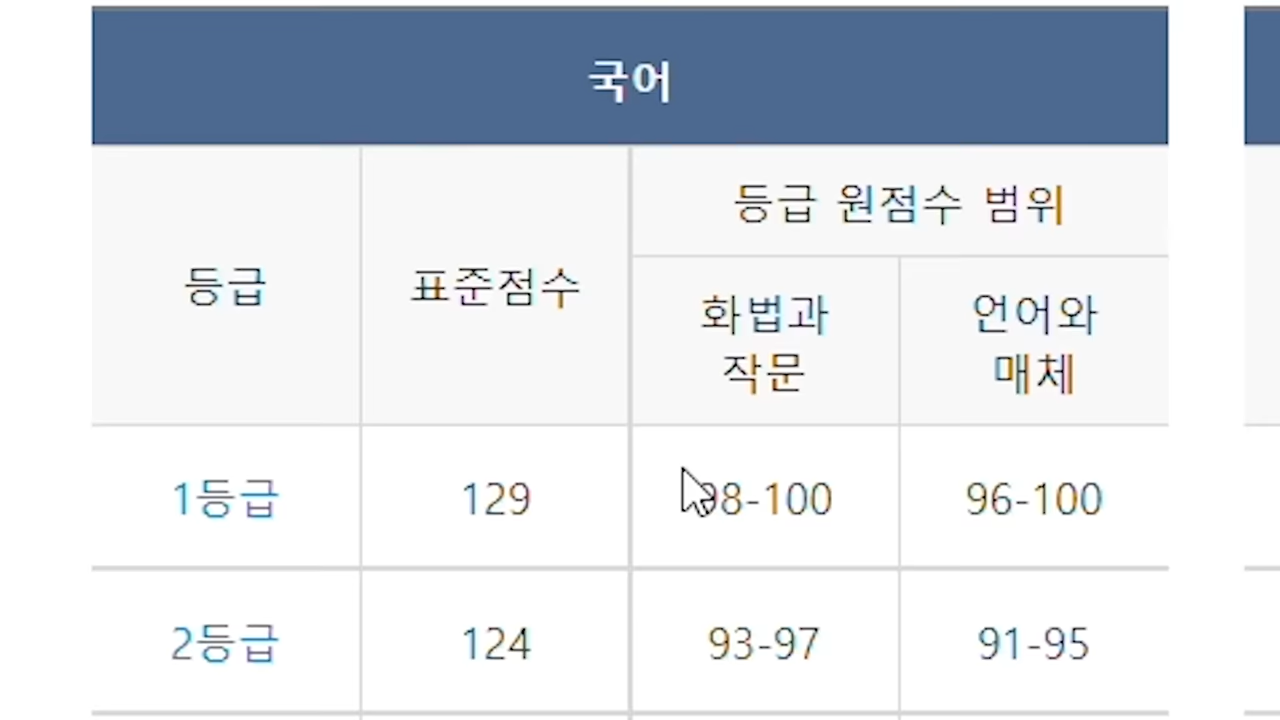 국어
등급 표준점수 등급 원점수 범위
화법과
작문
언어와
매체
1등급 129 98-100 96-100
2등급 124 93-97 91-95